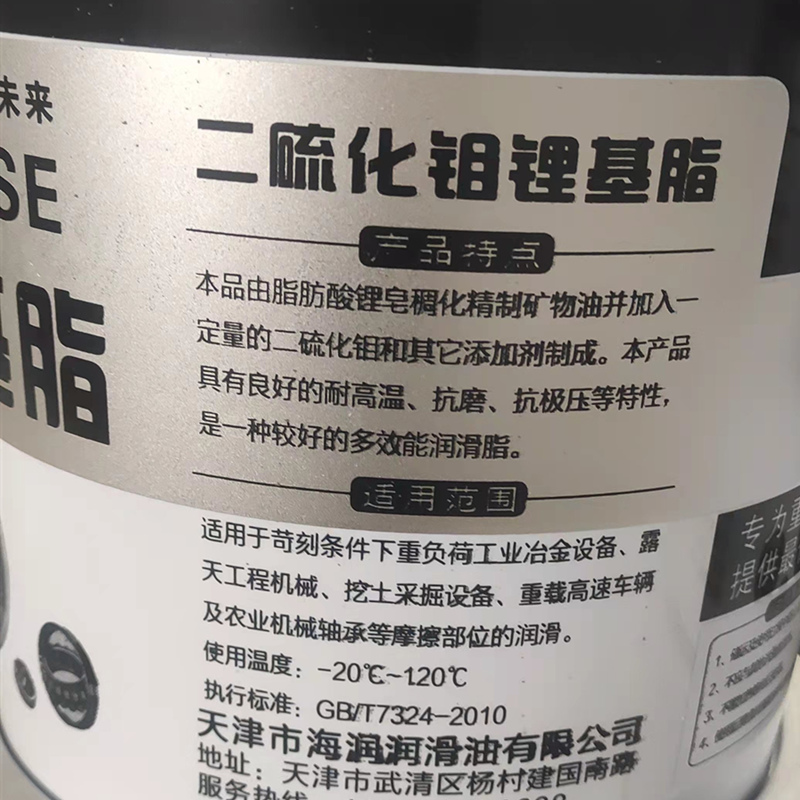 未来
SE
基脂
二硫化钼锂基脂
产品特点
本品由脂肪酸锂皂稠化精制矿物油并加入一
定量的二硫化钼和其它添加剂制成。本产品
具有良好的耐高温、抗磨、抗极压等特性，
是一种较好的多效能润滑脂。
适用范围
适用于苛刻条件下重负荷工业冶金设备、露
天工程机械、挖土采掘设备、重载高速车辆
及农业机械轴承等摩擦部位的润滑。
使用温度：-20℃~120℃
执行标准：GB/T7324-2010
天津市海润润滑油有限公司
地址：天津市武清区杨村建国南路
服务热线
专为重
提供最
1、
2、
3、
4、